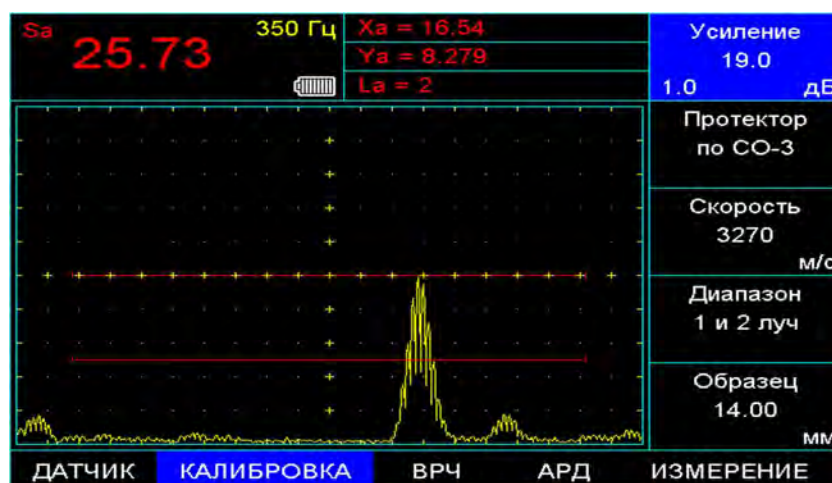 Sa 25.73 350 Гц
Xa = 16.54
Ya = 8.279
La = 2
Усиление
19.0
1.0 дБ
Протектор
по СО-3
Скорость
3270
м/с
Диапазон
1 и 2 луч
Образец
14.00
мм
ДАТЧИК КАЛИБРОВКА ВРЧ АРД ИЗМЕРЕНИЕ